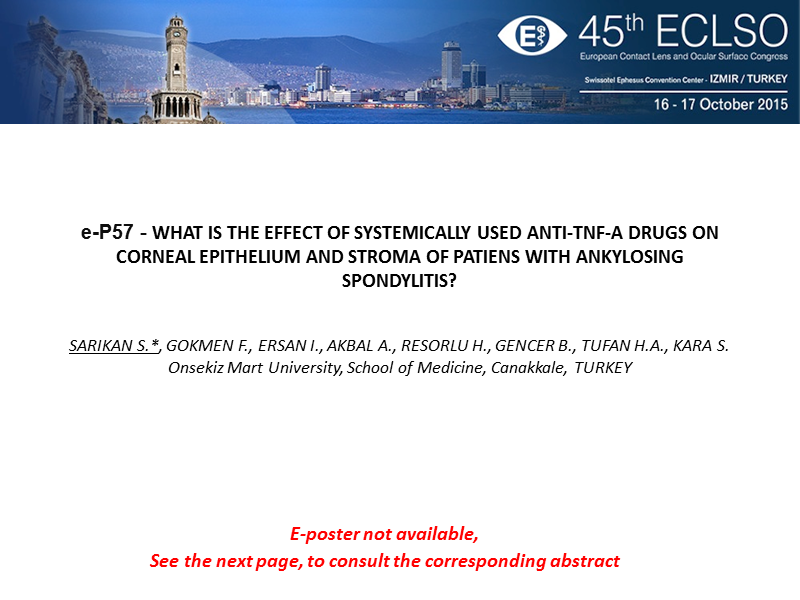 45th ECLSO
European Contact Lens and Ocular Surface Congress
Swissotel Ephesus Convention Center - IZMIR / TURKEY
16 - 17 October 2015
e-P57 - WHAT IS THE EFFECT OF SYSTEMICALLY USED ANTI-TNF-A DRUGS ON
CORNEAL EPITHELIUM AND STROMA OF PATIENS WITH ANKYLOSING
SPONDYLITIS?
SARIKAN S.*, GOKMEN F., ERSAN I., AKBAL A., RESORLU H., GENCER B., TUFAN H.A., KARA S.
Onsekiz Mart University, School of Medicine, Canakkale, TURKEY
E-poster not available,
See the next page, to consult the corresponding abstract